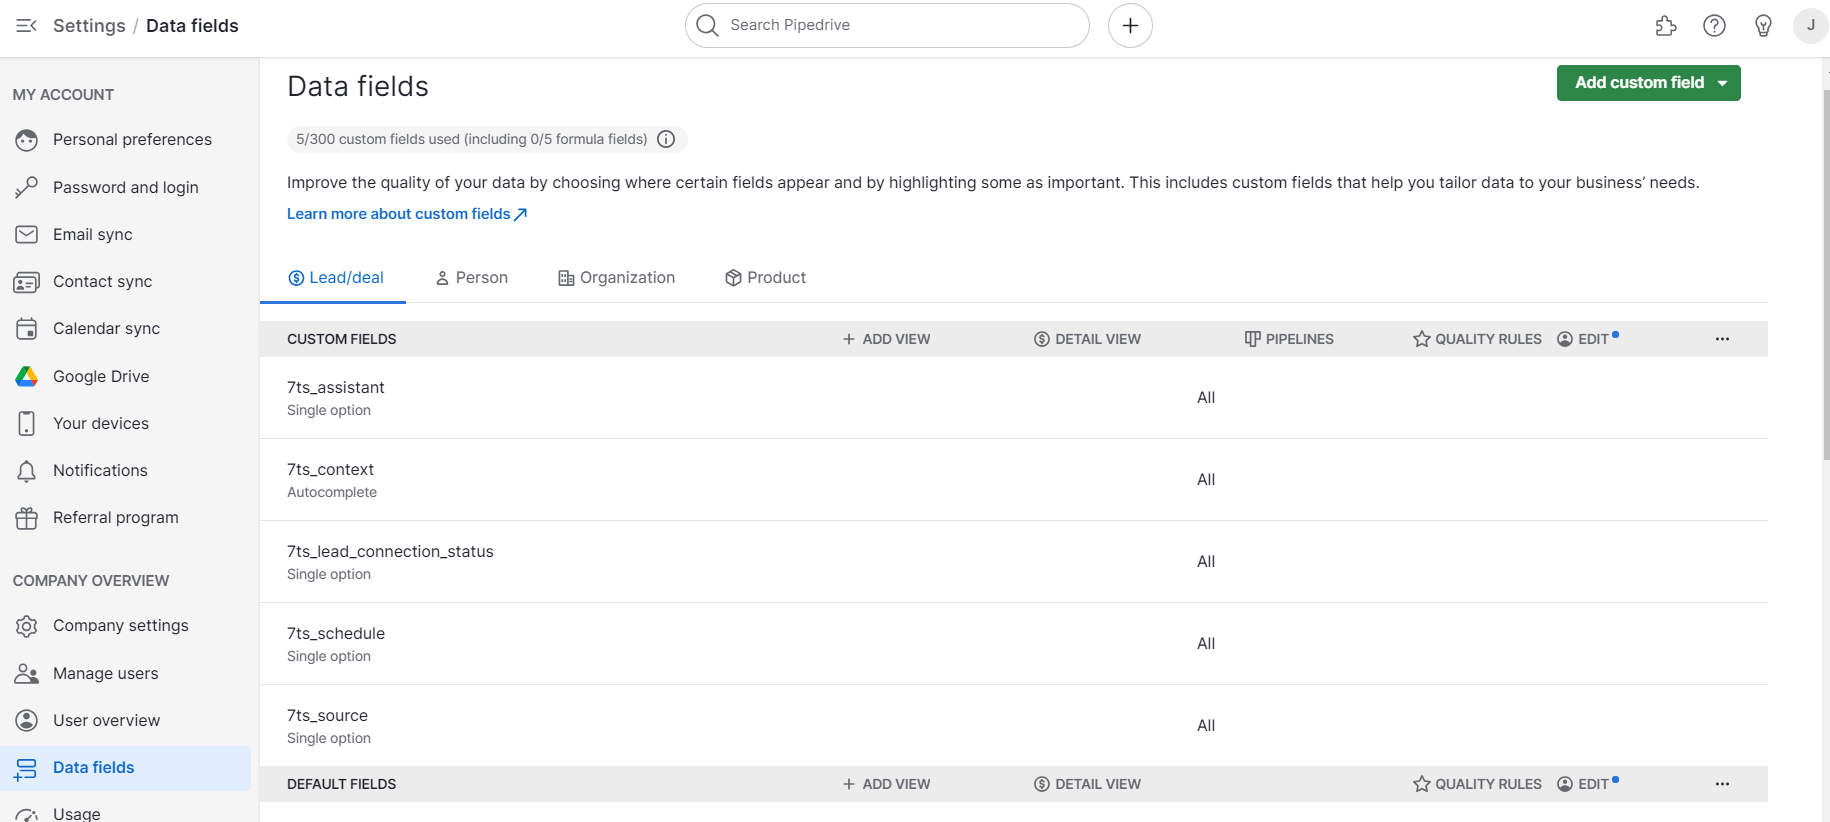 Settings / Data fields
Search Pipedrive
J
MY ACCOUNT
Personal preferences
Password and login
Email sync
Contact sync
Calendar sync
Google Drive
Your devices
Notifications
Referral program
COMPANY OVERVIEW
Company settings
Manage users
User overview
Data fields
Usage
Data fields
Add custom field
5/300 custom fields used (including 0/5 formula fields)
Improve the quality of your data by choosing where certain fields appear and by highlighting some as important. This includes custom fields that help you tailor data to your business’ needs.
Learn more about custom fields
Lead/deal Person Organization Product
CUSTOM FIELDS ADD VIEW DETAIL VIEW PIPELINES QUALITY RULES EDIT ...
7ts_assistant
Single option
All
7ts_context
Autocomplete
All
7ts_lead_connection_status
Single option
All
7ts_schedule
Single option
All
7ts_source
Single option
All
DEFAULT FIELDS ADD VIEW DETAIL VIEW QUALITY RULES EDIT ...